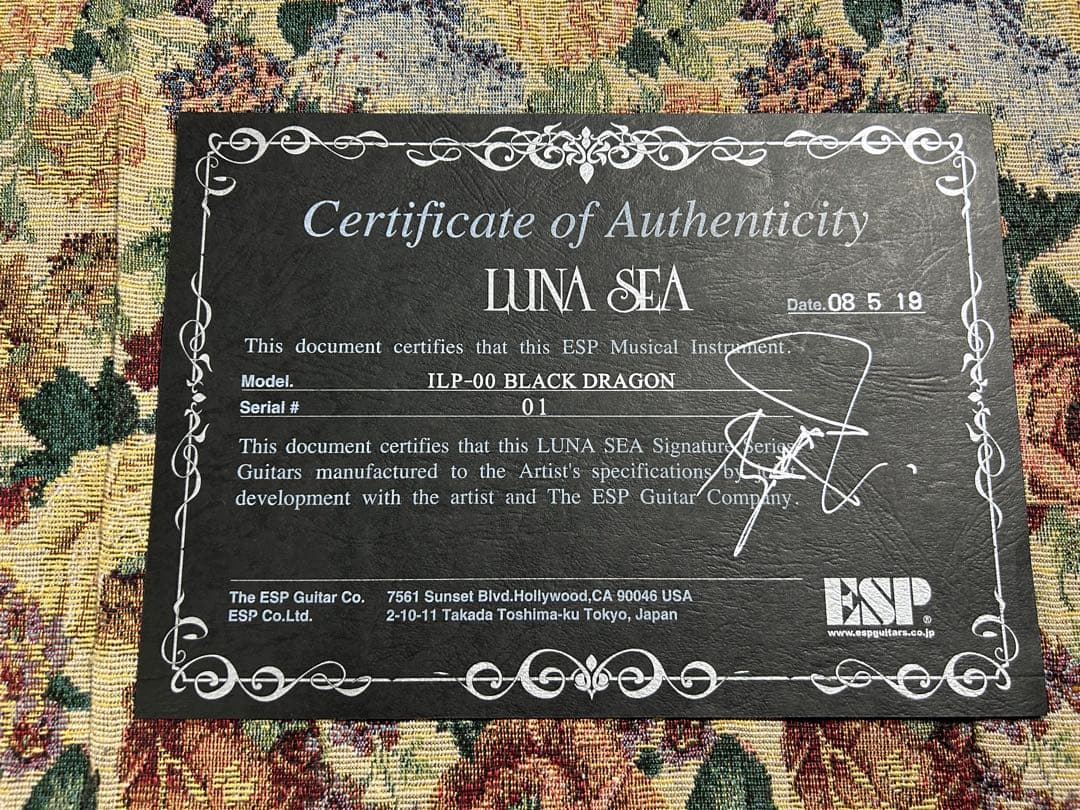 Certificate of Authenticity
LUNA SEA
Date. 08 5 19
This document certifies that this ESP Musical Instrument.
Model. ILP-00 BLACK DRAGON
Serial # 01
This document certifies that this LUNA SEA Signature Series
Guitars manufactured to the Artist's specifications by
development with the artist and The ESP Guitar Company.
The ESP Guitar Co. 7561 Sunset Blvd.Hollywood,CA 90046 USA
ESP Co.Ltd. 2-10-11 Takada Toshima-ku Tokyo, Japan
ESP®
www.espguitars.co.jp